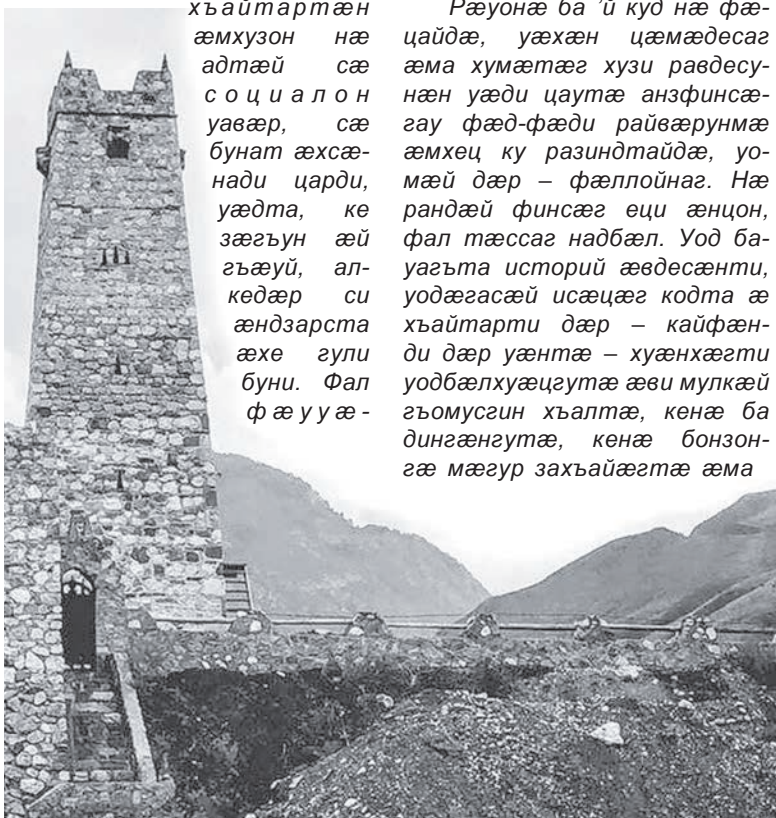 хъайтартæн
æмхузон нæ
адтæй сæ
социалон
уавæр, сæ
бунат æхсæ-
нади царди,
уæдта, ке
зæгъун æй
гъæуй, ал-
кедæр си
æндзарста
æхе гули
буни. Фал
фæууæ-
Рæуонæ ба ’й куд нæ фæ-
цайдæ, уæхæн цæмæдесаг
æма хумæтæг хузи равдесу-
нæн уæди цаутæ анзфинсæ-
гау фæд-фæди райвæрунмæ
æмхец ку разиндтайдæ, уо-
мæй дæр – фæллойнаг. Нæ
рандæй финсæг еци æнцон,
фал тæссаг надбæл. Уод ба-
уагъта историй æвдесæнти,
уодæгасæй исæцæг кодта æ
хъайтарти дæр – кайфæн-
ди дæр уæнтæ – хуæнхæгти
уодбæлхуæцгутæ æви мулкæй
гъомусгин хъалтæ, кенæ ба
дингæнгутæ, кенæ бонзон-
гæ мæгур захъайæгтæ æма